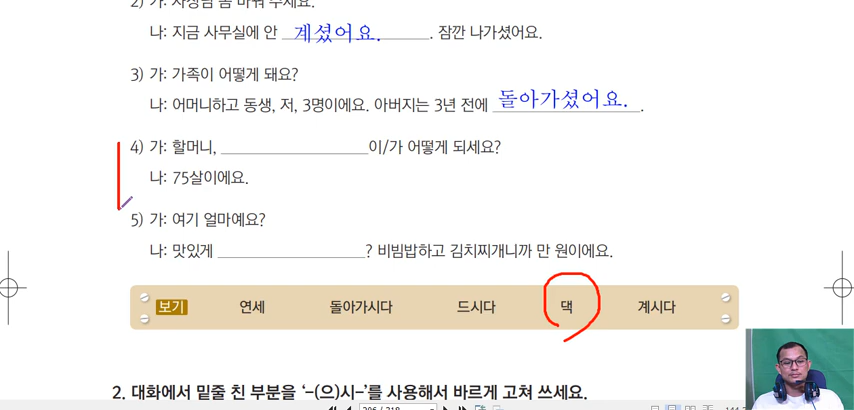 2) 가: 사장님 좀 바꿔 주세요.
나: 지금 사무실에 안 계셨어요. . 잠깐 나가셨어요.
3) 가: 가족이 어떻게 돼요?
나: 어머니하고 동생, 저, 3명이에요. 아버지는 3년 전에 돌아가셨어요. .
4) 가: 할머니, 이/가 어떻게 되세요?
나: 75살이에요.
5) 가: 여기 얼마예요?
나: 맛있게 ? 비빔밥하고 김치찌개니까 만 원이에요.
보기 연세 돌아가시다 드시다 댁 계시다
2. 대화에서 밑줄 친 부분을 ‘-(으)시-’를 사용해서 바르게 고쳐 쓰세요.